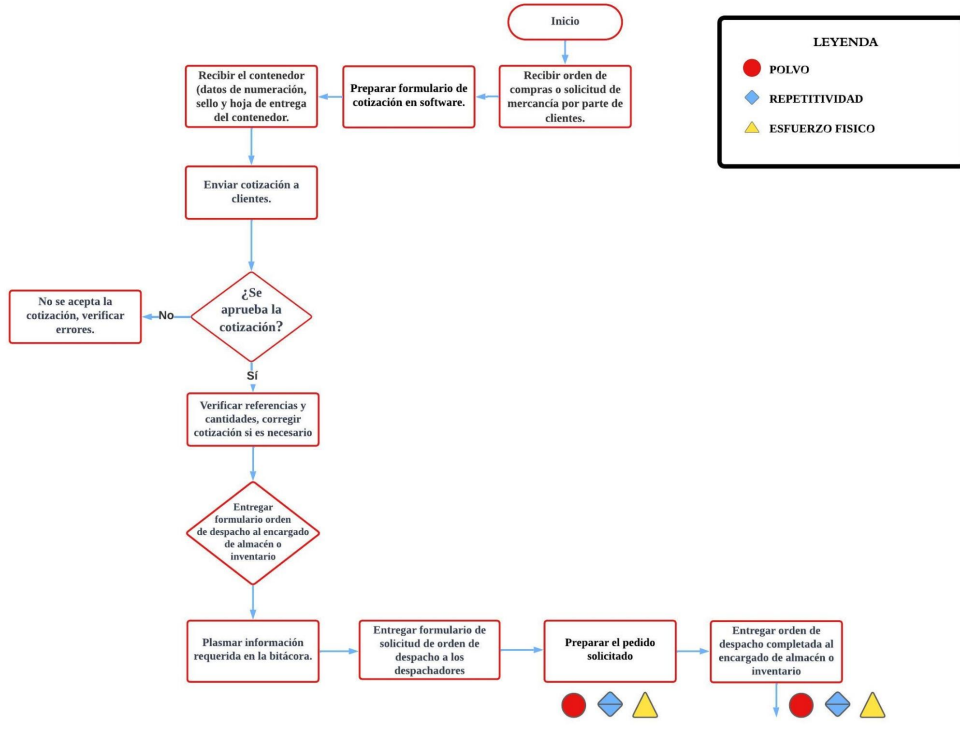 Inicio
LEYENDA
POLVO
REPETITIVIDAD
ESFUERZO FISICO
Recibir orden de
compras o solicitud de
mercancía por parte de
clientes.
Preparar formulario de
cotización en software.
Recibir el contenedor
(datos de numeración,
sello y hoja de entrega
del contenedor.
Enviar cotización a
clientes.
¿Se
aprueba la
cotización?
No
No se acepta la
cotización, verificar
errores.
Sí
Verificar referencias y
cantidades, corregir
cotización si es necesario
Entregar
formulario orden
de despacho al encargado
de almacén o
inventario
Plasmar información
requerida en la bitácora.
Entregar formulario de
solicitud de orden de
despacho a los
despachadores
Preparar el pedido
solicitado
Entregar orden de
despacho completada al
encargado de almacén o
inventario